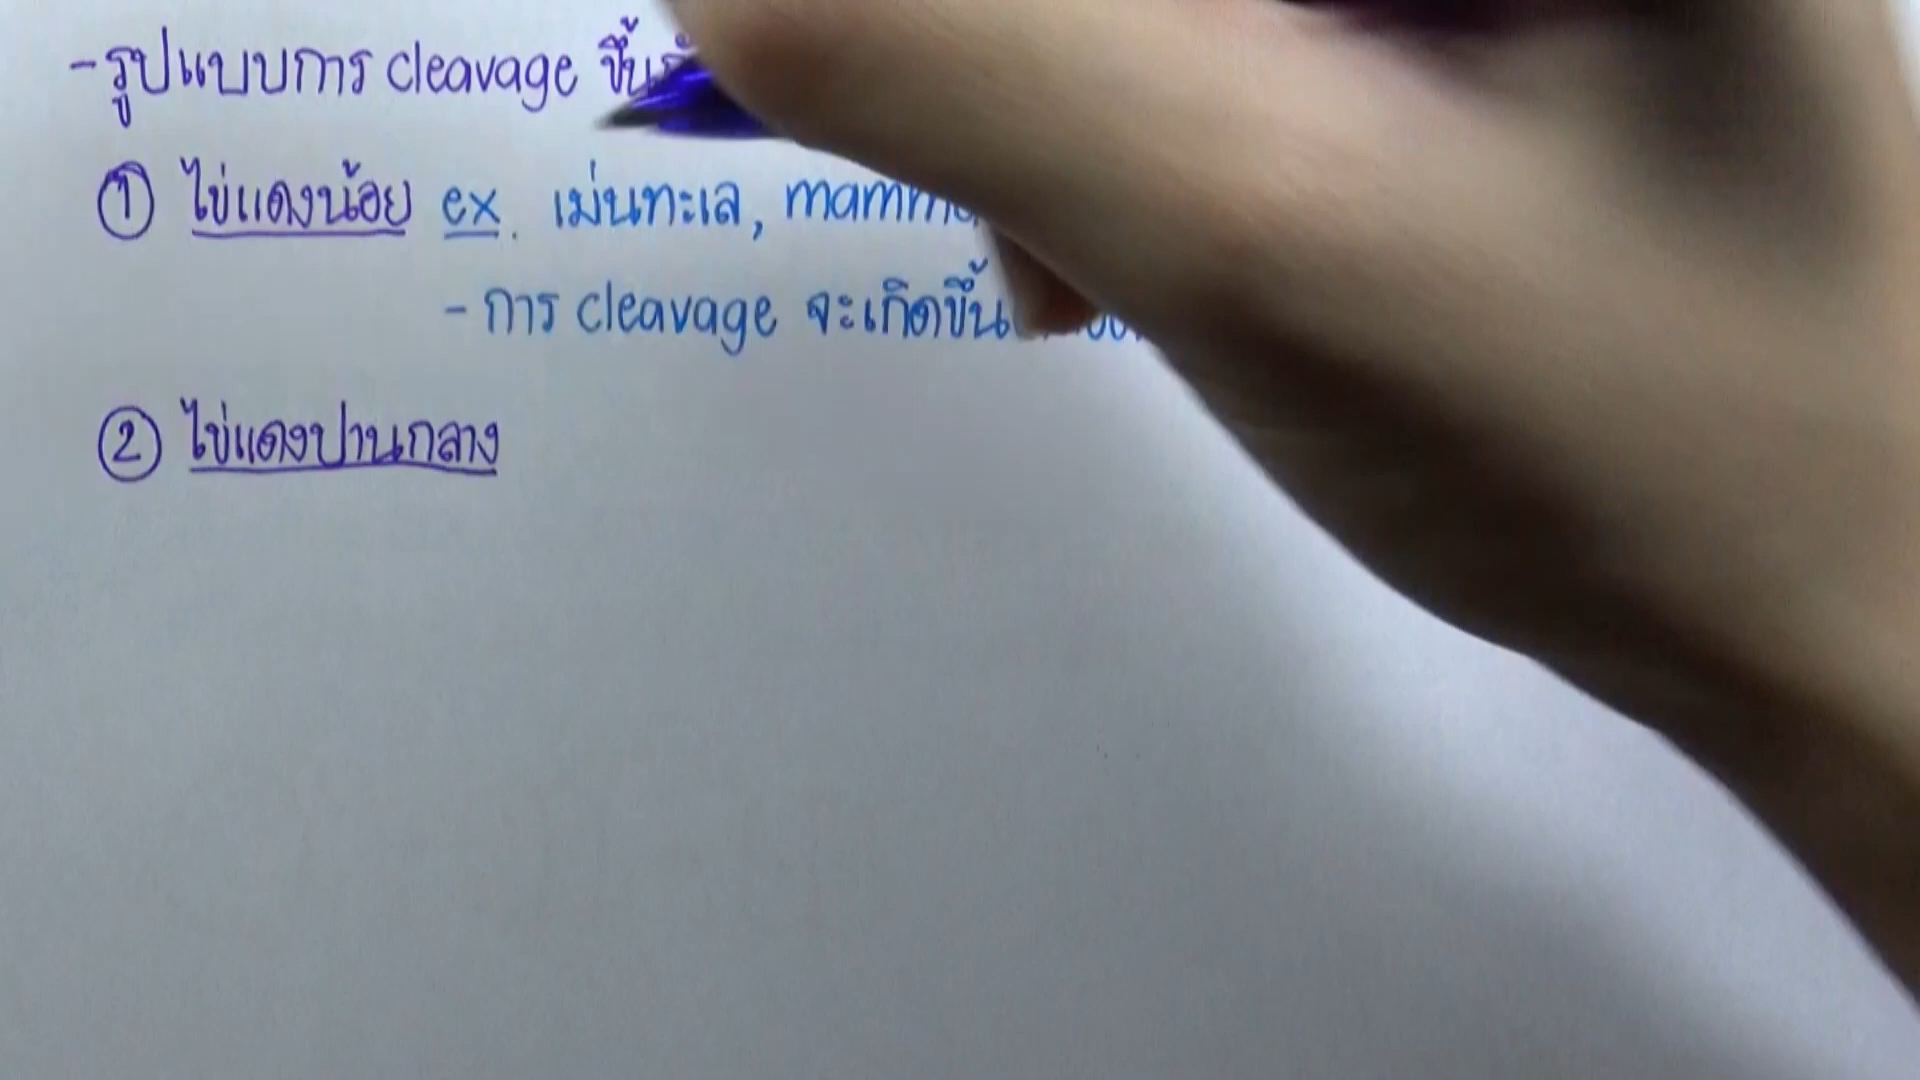 - รูปแบบการ cleavage ขึ้น
① ไข่แดงน้อย ex. เม่นทะเล,
- การ cleavage จะเกิดขึ้น
② ไข่แดงปานกลาง